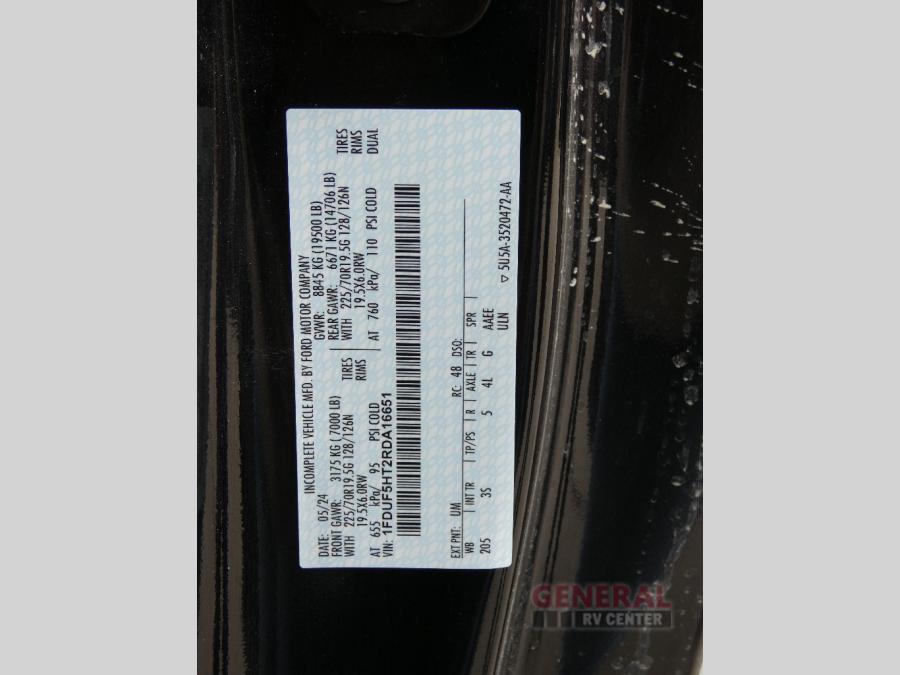 INCOMPLETE VEHICLE MFD. BY FORD MOTOR COMPANY
DATE: 05/24 GVWR: 8845 KG (19500 LB)
FRONT GAWR: 3175 KG (7000 LB) REAR GAWR: 6671 KG (14706 LB)
WITH 225/70R19.5G 128/126N TIRES WITH 225/70R19.5G 128/126N TIRES
19.5X6.0RW RIMS 19.5X6.0RW RIMS
AT 655 kPa/ 95 PSI COLD AT 760 kPa/ 110 PSI COLD DUAL
VIN: 1FDUF5HT2RDA16651
EXT PNT: UM RC: 48 DSO:
WB INT TR TP/PS R AXLE TR SPR
205 3S 5 4L G AAEE
ULN
▽ 5U5A-3520472-AA
GENERAL
RV CENTER